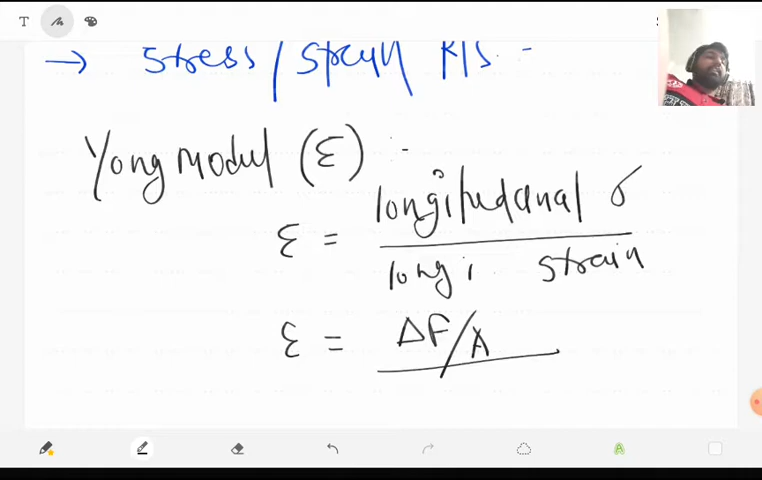 → Stress/Strain R/S :-
Yong modul (Ɛ) :-
Ɛ = longitudanal σ / longi. strain
Ɛ = ΔF/A
T
A